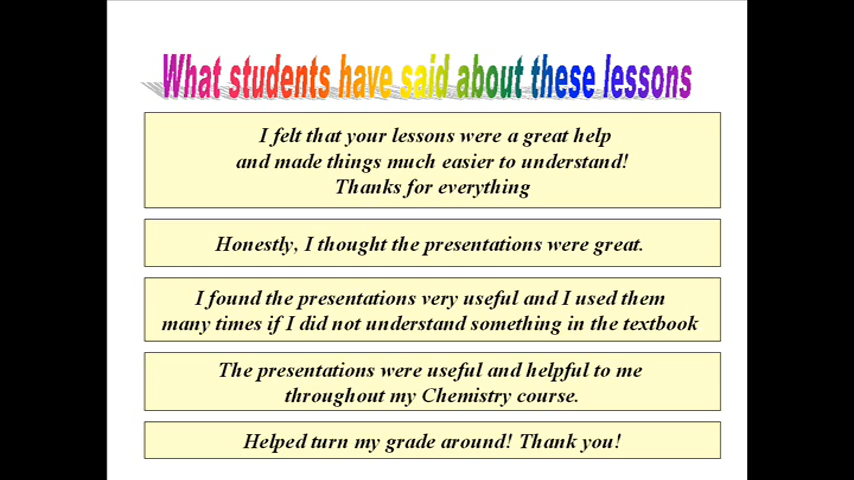 What students have said about these lessons
I felt that your lessons were a great help
and made things much easier to understand!
Thanks for everything
Honestly, I thought the presentations were great.
I found the presentations very useful and I used them
many times if I did not understand something in the textbook
The presentations were useful and helpful to me
throughout my Chemistry course.
Helped turn my grade around! Thank you!